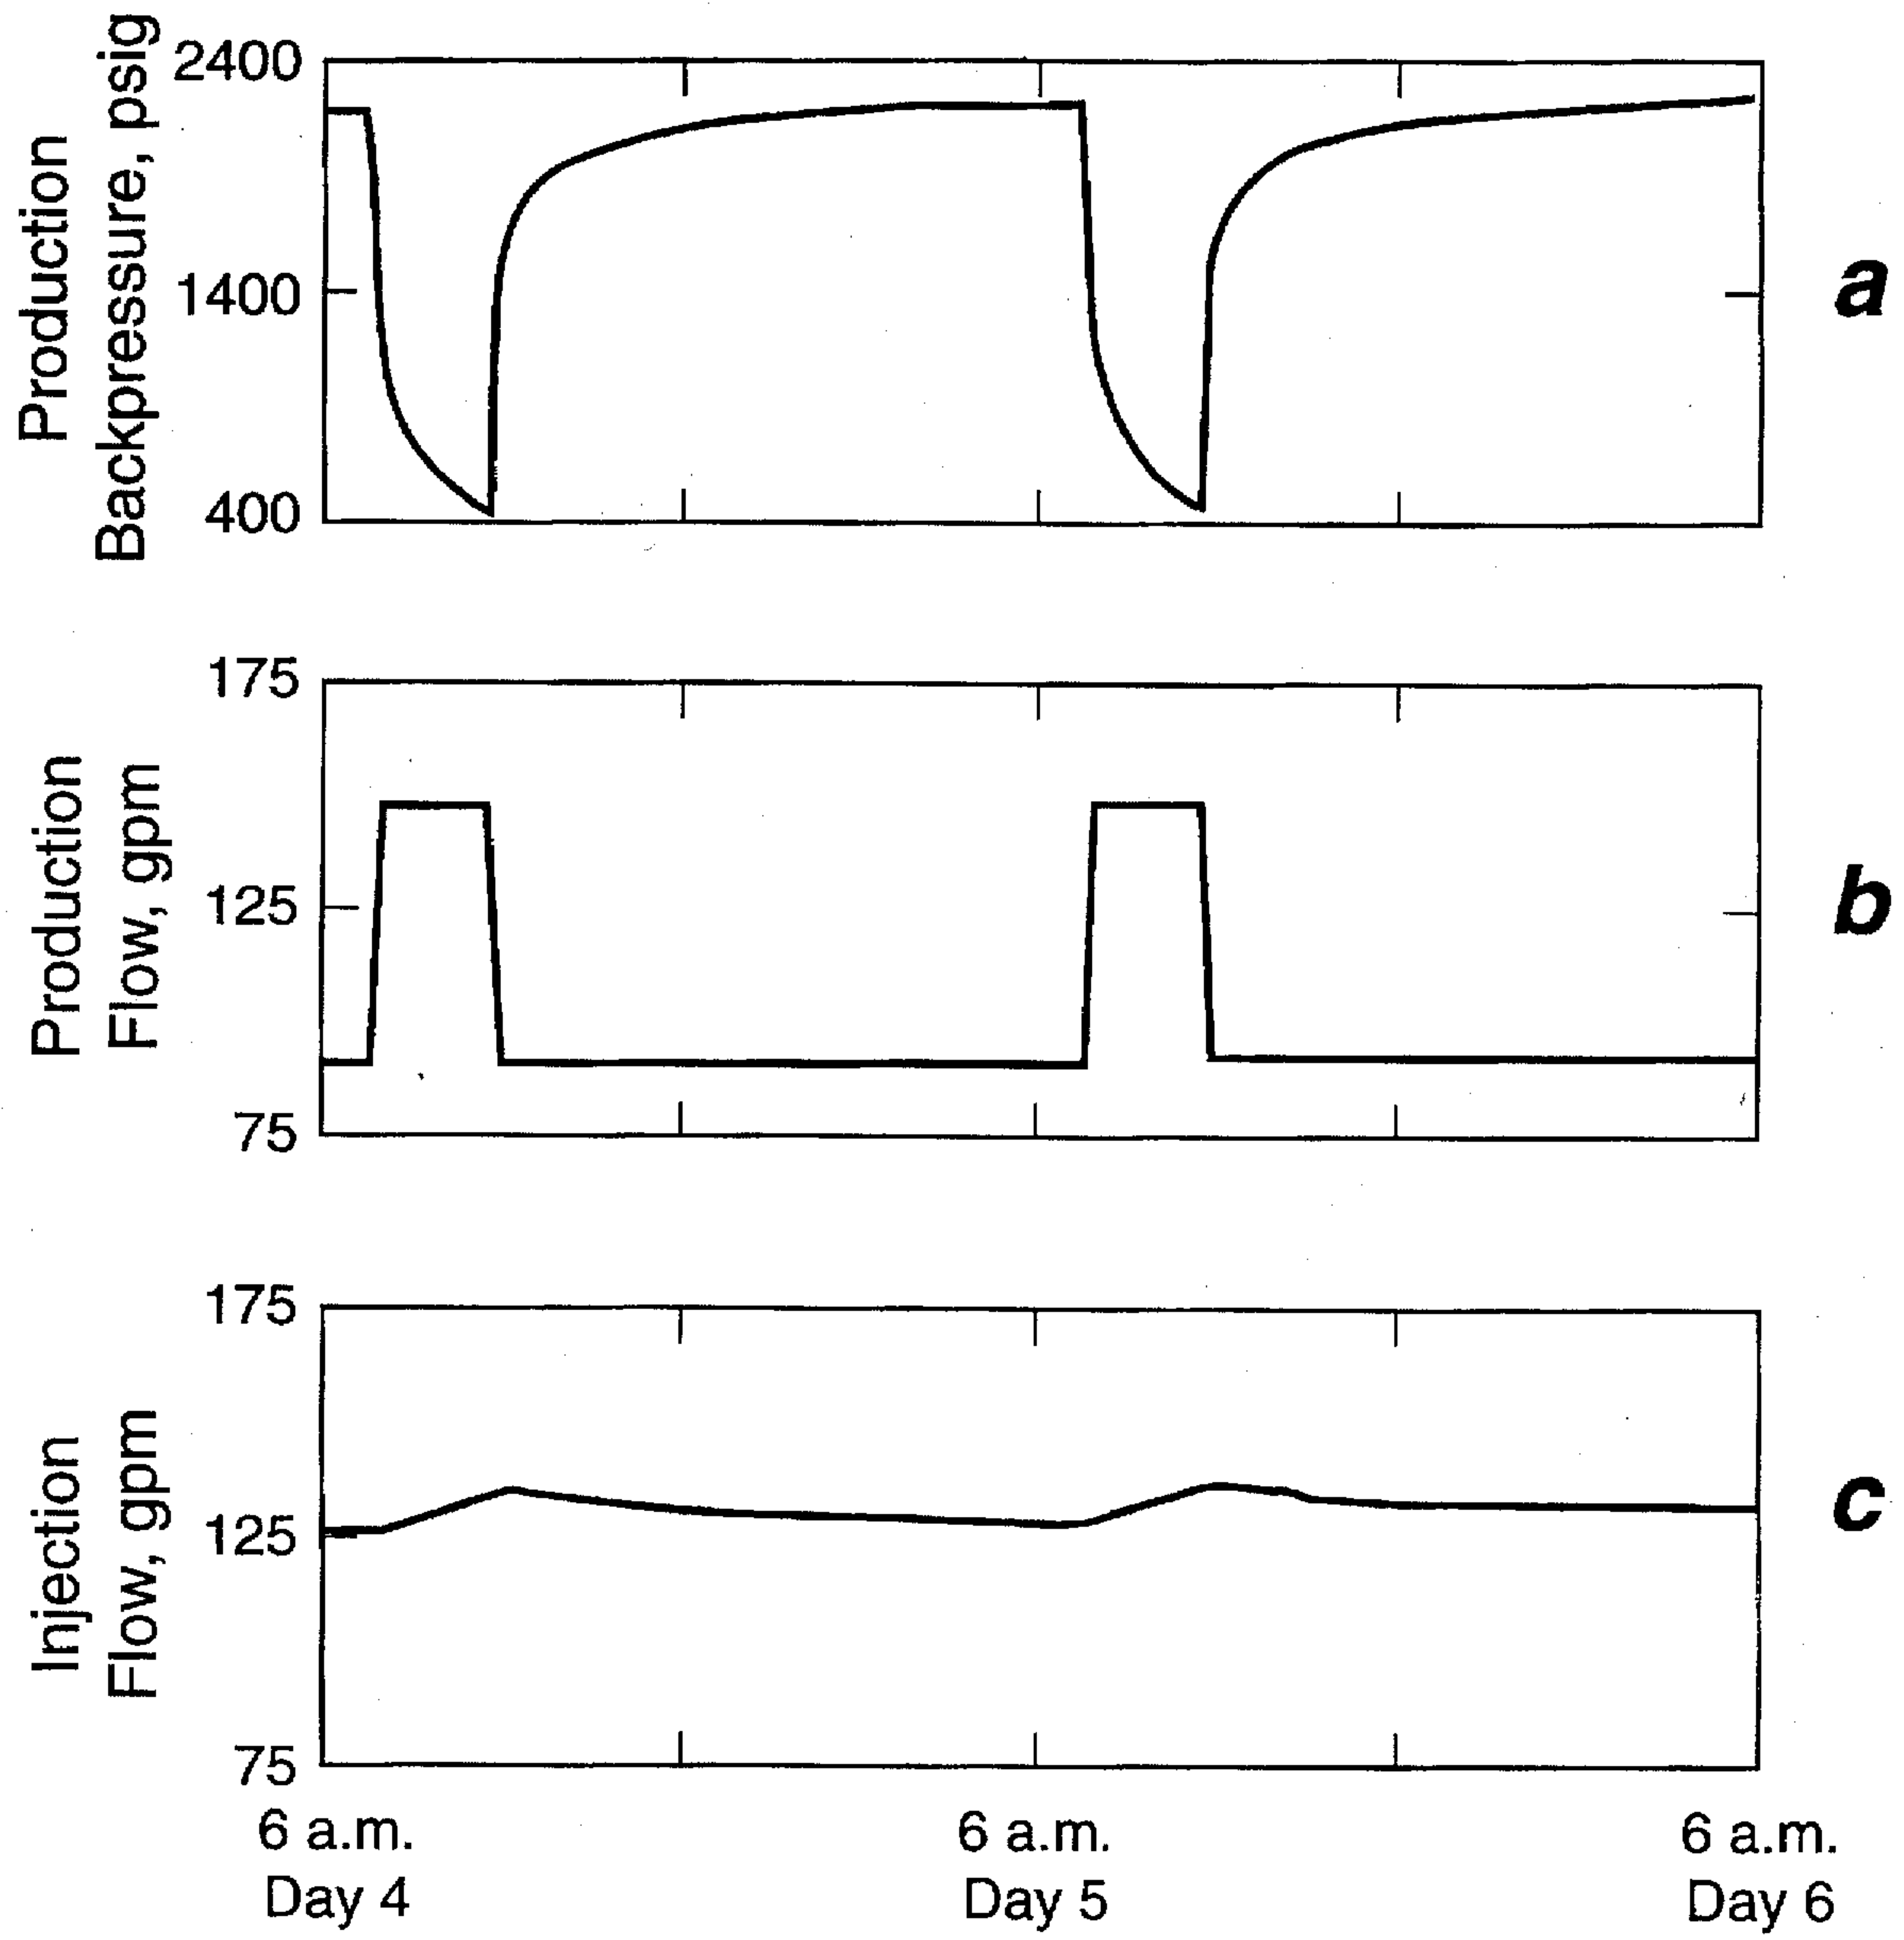 Production
Backpressure, psig
2400
1400
400
a
Production
Flow, gpm
175
125
75
b
Injection
Flow, gpm
175
125
75
c
6 a.m.
Day 4
6 a.m.
Day 5
6 a.m.
Day 6